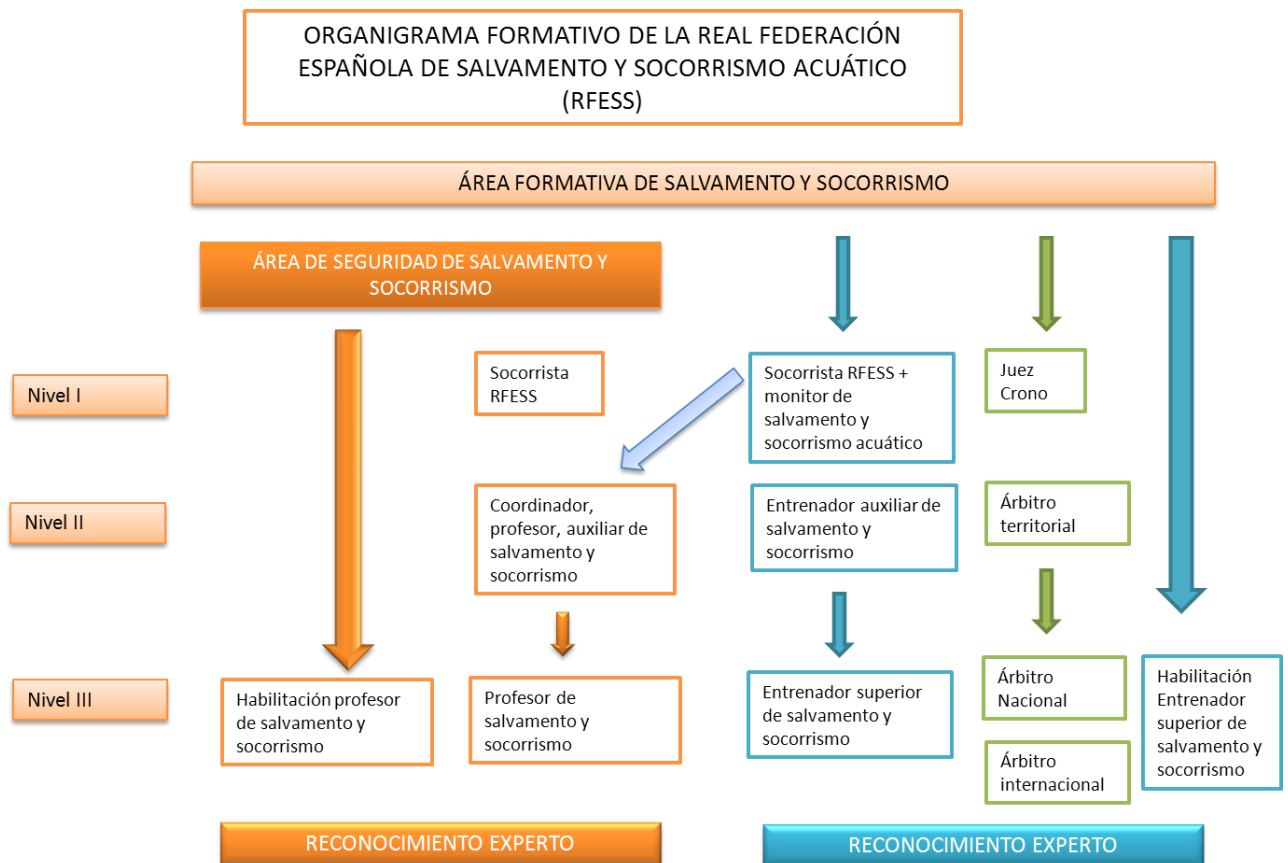 ORGANIGRAMA FORMATIVO DE LA REAL FEDERACIÓN
ESPAÑOLA DE SALVAMENTO Y SOCORRISMO ACUÁTICO
(RFESS)
ÁREA FORMATIVA DE SALVAMENTO Y SOCORRISMO
ÁREA DE SEGURIDAD DE SALVAMENTO Y
SOCORRISMO
Nivel I
Socorrista
RFESS
Socorrista RFESS +
monitor de
salvamento y
socorrismo acuático
Juez
Crono
Nivel II
Coordinador,
profesor, auxiliar de
salvamento y
socorrismo
Entrenador auxiliar de
salvamento y
socorrismo
Árbitro
territorial
Nivel III
Habilitación profesor
de salvamento y
socorrismo
Profesor de
salvamento y
socorrismo
Entrenador superior
de salvamento y
socorrismo
Árbitro
Nacional
Árbitro
internacional
Habilitación
Entrenador
superior de
salvamento y
socorrismo
RECONOCIMIENTO EXPERTO
RECONOCIMIENTO EXPERTO